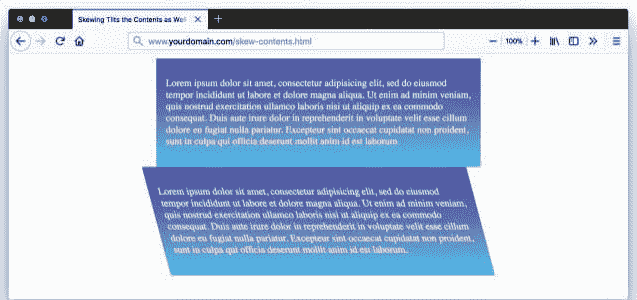 Skewing Tilts the Contents as Well
www.yourdomain.com/skew-contents.html
100%
Lorem ipsum dolor sit amet, consectetur adipisicing elit, sed do eiusmod
tempor incididunt ut labore et dolore magna aliqua. Ut enim ad minim veniam,
quis nostrud exercitation ullamco laboris nisi ut aliquip ex ea commodo
consequat. Duis aute irure dolor in reprehenderit in voluptate velit esse cillum
dolore eu fugiat nulla pariatur. Excepteur sint occaecat cupidatat non proident,
sunt in culpa qui officia deserunt mollit anim id est laborum
Lorem ipsum dolor sit amet, consectetur adipisicing elit, sed do eiusmod
tempor incididunt ut labore et dolore magna aliqua. Ut enim ad minim veniam,
quis nostrud exercitation ullamco laboris nisi ut aliquip ex ea commodo
consequat. Duis aute irure dolor in reprehenderit in voluptate velit esse cillum
dolore eu fugiat nulla pariatur. Excepteur sint occaecat cupidatat non proident,
sunt in culpa qui officia deserunt mollit anim id est laborum.